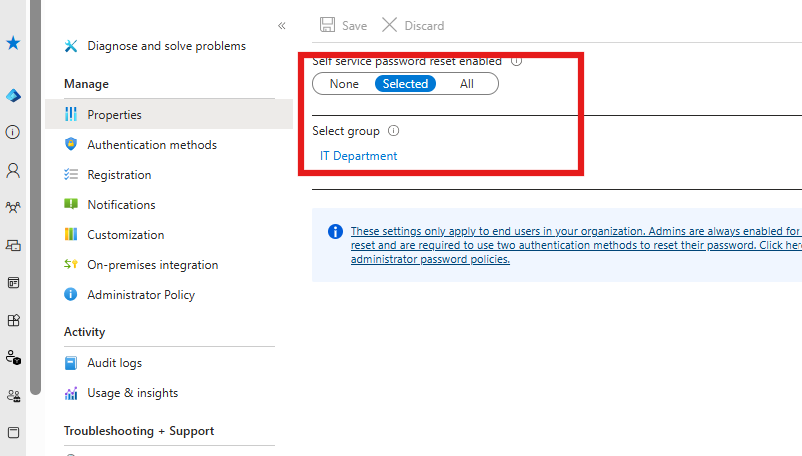 «
Save
Discard
Diagnose and solve problems
Self service password reset enabled
None
Selected
All
Manage
Properties
Authentication methods
Registration
Notifications
Customization
On-premises integration
Administrator Policy
Select group
IT Department
These settings only apply to end users in your organization. Admins are always enabled for
reset and are required to use two authentication methods to reset their password. Click here
administrator password policies.
Activity
Audit logs
Usage & insights
Troubleshooting + Support